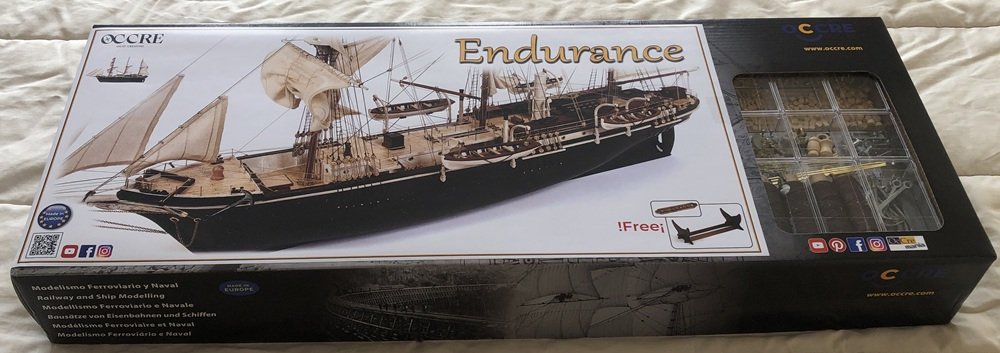 OCCRE
Endurance
OCCRE
www.occre.com
MADE IN
EUROPE
!Free¡
Modelismo Ferroviario y Naval
Railway and Ship Modelling
Modellismo Ferroviario e Navale
Bausätze von Eisenbahnen und Schiffen
Modélisme Ferroviaire et Naval
Modelismo Ferroviário e Naval
MADE IN
EUROPE
OCCRE
www.occre.com